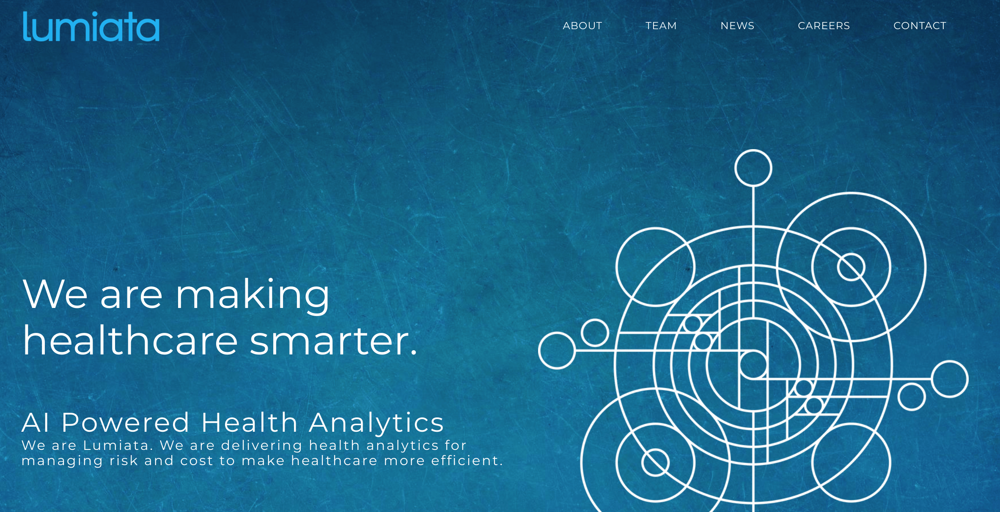 lumiata
ABOUT TEAM NEWS CAREERS CONTACT
We are making
healthcare smarter.
AI Powered Health Analytics
We are Lumiata. We are delivering health analytics for
managing risk and cost to make healthcare more efficient.